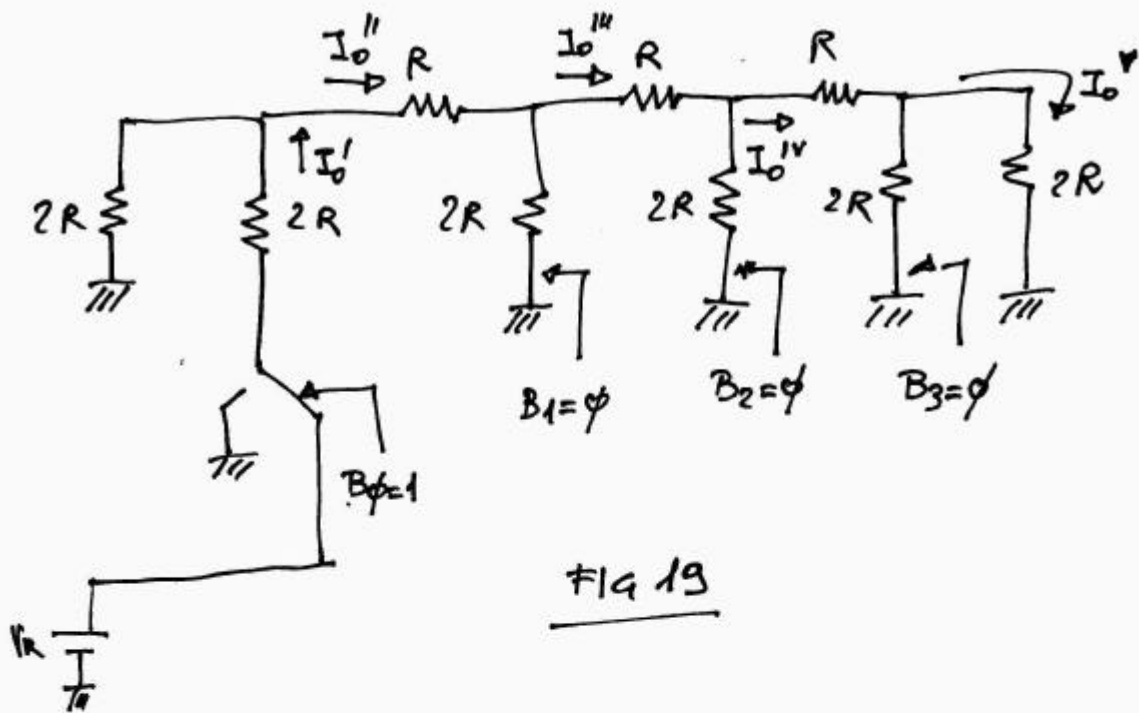 I₀'' R I₀''' R R I₀ᵛ
I₀' I₀ᴵⱽ
2R 2R 2R 2R 2R 2R
B1=φ B2=φ B3=φ
Bφ=1
FIG 19
VR